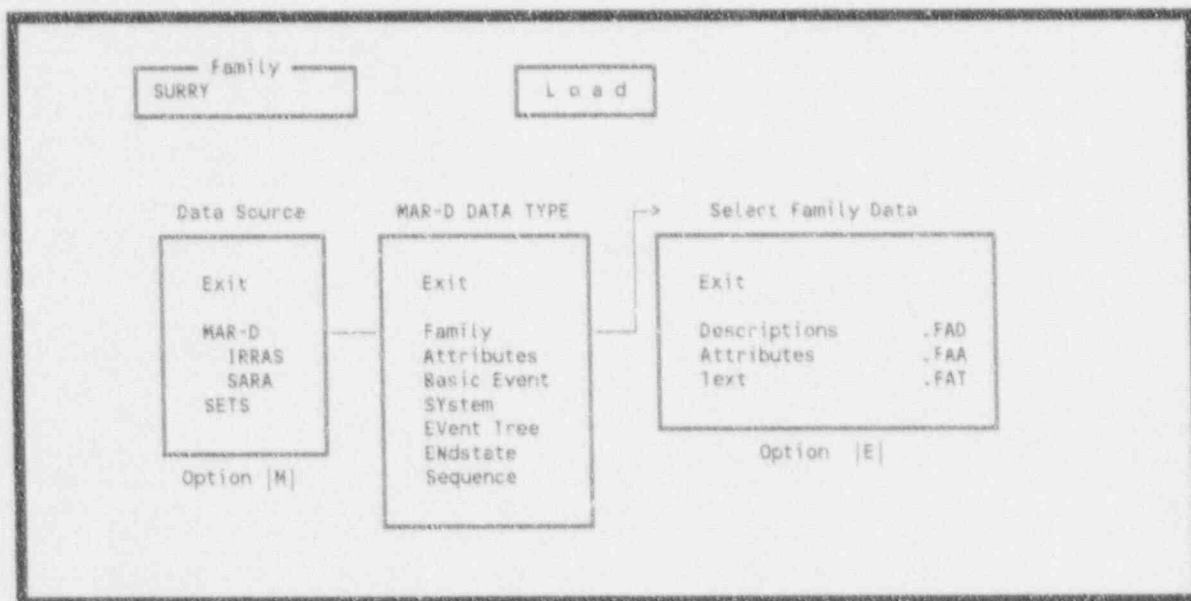 Family
SURRY
L o a d
Data Source
MAR-D DATA TYPE
Select Family Data
Exit
MAR-D
IRRAS
SARA
SETS
Option |M|
Exit
Family
Attributes
Basic Event
SYstem
EVent Tree
ENdstate
Sequence
Exit
Descriptions .FAD
Attributes .FAA
Text .FAT
Option |E|